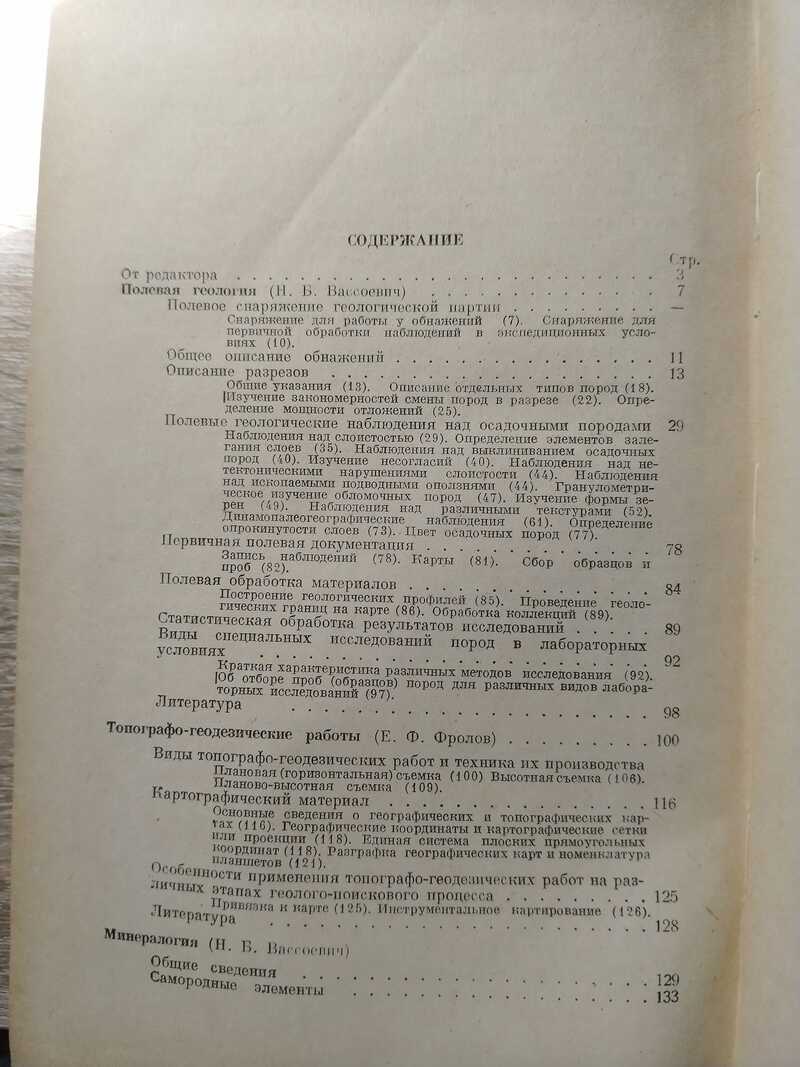 СОДЕРЖАНИЕ
Стр.
От редактора . . . . . . . . . . . . . . . . . . . . 3
Полевая геология (Н. Б. Вассоевич) . . . . . . . . . . . 7
Полевое снаряжение геологической партии . . . . . . . . —
Снаряжение для работы у обнажений (7). Снаряжение для
первичной обработки наблюдений в экспедиционных усло-
виях (10).
Общее описание обнажений . . . . . . . . . . . . . . 11
Описание разрезов . . . . . . . . . . . . . . . . . 13
Общие указания (13). Описание отдельных типов пород (18).
Изучение закономерностей смены пород в разрезе (22). Опре-
деление мощности отложений (25).
Полевые геологические наблюдения над осадочными породами 29
Наблюдения над слоистостью (29). Определение элементов зале-
гания слоев (35). Наблюдения над выклиниванием осадочных
пород (40). Изучение несогласий (40). Наблюдения над не-
тектоническими нарушениями слоистости (44). Наблюдения
над ископаемыми подводными оползнями (44). Гранулометри-
ческое изучение обломочных пород (47). Изучение формы зе-
рен (49). Наблюдения над различными текстурами (52).
Динамопалеогеографические наблюдения (61). Определение
опрокинутости слоев (73). Цвет осадочных пород (77).
Первичная полевая документация . . . . . . . . . . . . 78
Запись наблюдений (78). Карты (81). Сбор образцов и
проб (82).
Полевая обработка материалов . . . . . . . . . . . . . 84
Построение геологических профилей (85). Проведение геоло-
гических границ на карте (86). Обработка коллекций (89).
Статистическая обработка результатов исследований . . . . . 89
Виды специальных исследований пород в лабораторных
условиях . . . . . . . . . . . . . . . . . . . . . 92
Краткая характеристика различных методов исследования (92).
Об отборе проб (образцов) пород для различных видов лабора-
торных исследований (97).
Литература . . . . . . . . . . . . . . . . . . . . 98
Топографо-геодезические работы (Е. Ф. Фролов) . . . . . . . . 100
Виды топографо-геодезических работ и техника их производства
Плановая (горизонтальная) съемка (100) Высотная съемка (106).
Планово-высотная съемка (109).
Картографический материал . . . . . . . . . . . . . . 116
Основные сведения о географических и топографических кар-
тах (116). Географические координаты и картографические сетки
или проекции (118). Единая система плоских прямоугольных
координат (118). Разграфка географических карт и номенклатура
планшетов (121).
Особенности применения топографо-геодезических работ на раз-
личных этапах геолого-поискового процесса . . . . . . . . 125
Привязка к карте (125). Инструментальное картирование (126).
Литература . . . . . . . . . . . . . . . . . . . . 128
Минералогия (Н. Б. Вассоевич)
Общие сведения . . . . . . . . . . . . . . . . . . 129
Самородные элементы . . . . . . . . . . . . . . . . 133